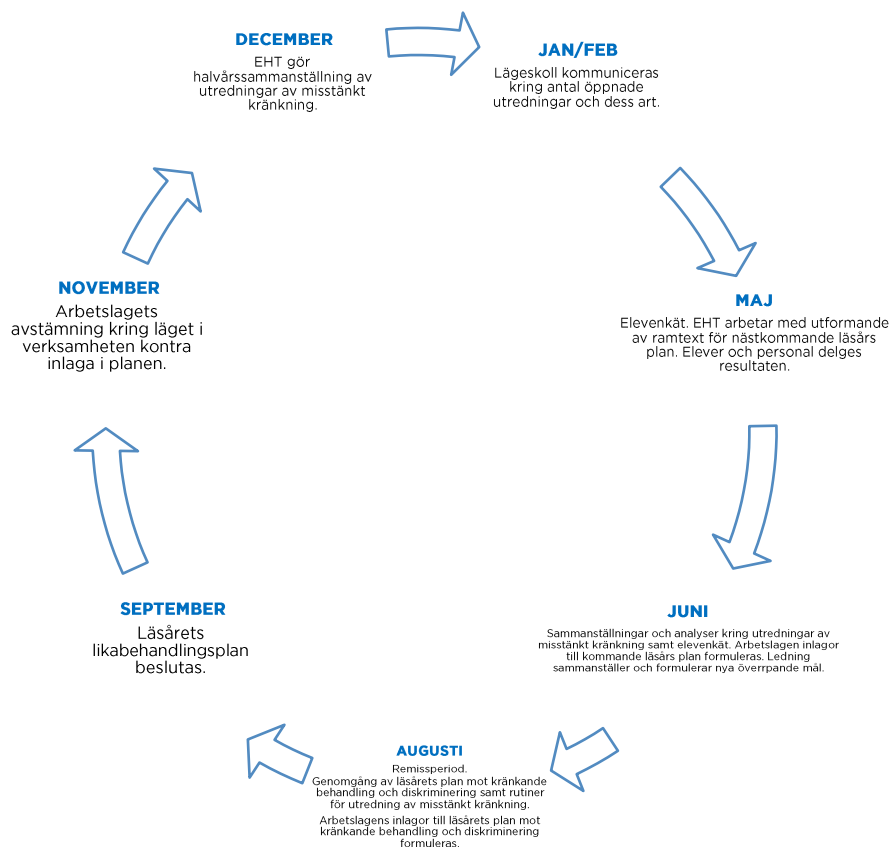 DECEMBER
EHT gör
halvårssammanställning av
utredningar av misstänkt
kränkning.
JAN/FEB
Lägeskoll kommuniceras
kring antal öppnade
utredningar och dess art.
MAJ
Elevenkät. EHT arbetar med utformande
av ramtext för nästkommande läsårs
plan. Elever och personal delges
resultaten.
JUNI
Sammanställningar och analyser kring utredningar av
misstänkt kränkning samt elevenkät. Arbetslagen inlagor
till kommande läsårs plan formuleras. Ledning
sammanställer och formulerar nya överrpande mål.
AUGUSTI
Remissperiod.
Genomgång av läsårets plan mot kränkande
behandling och diskriminering samt rutiner
för utredning av misstänkt kränkning.
Arbetslagens inlagor till läsårets plan mot
kränkande behandling och diskriminering
formuleras.
SEPTEMBER
Läsårets
likabehandlingsplan
beslutas.
NOVEMBER
Arbetslagets
avstämning kring läget i
verksamheten kontra
inlaga i planen.